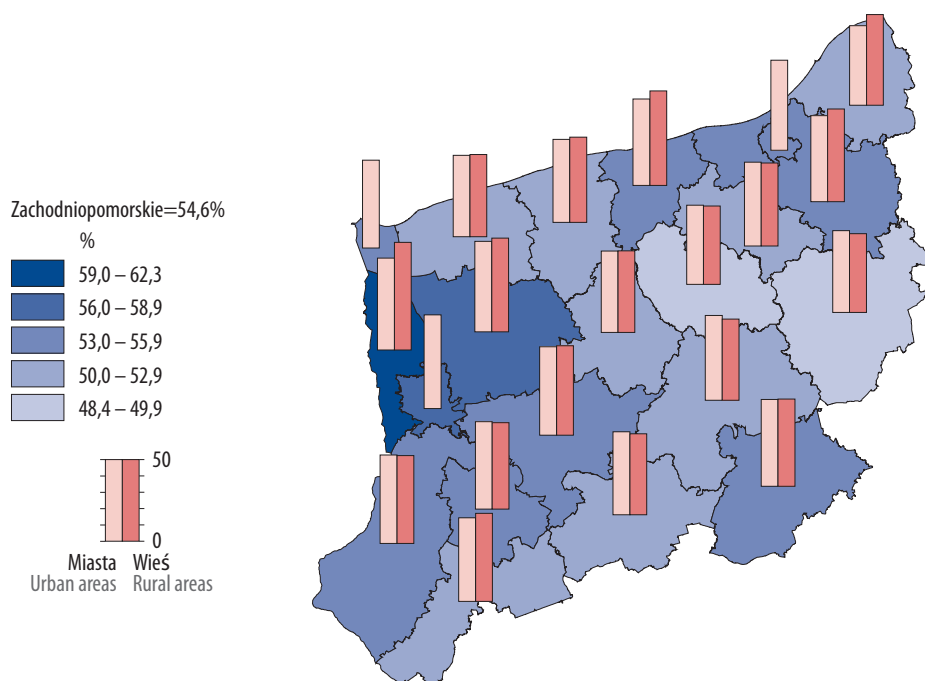 Zachodniopomorskie=54,6%
%
59,0 – 62,3
56,0 – 58,9
53,0 – 55,9
50,0 – 52,9
48,4 – 49,9
50
0
Miasta Wieś
Urban areas Rural areas